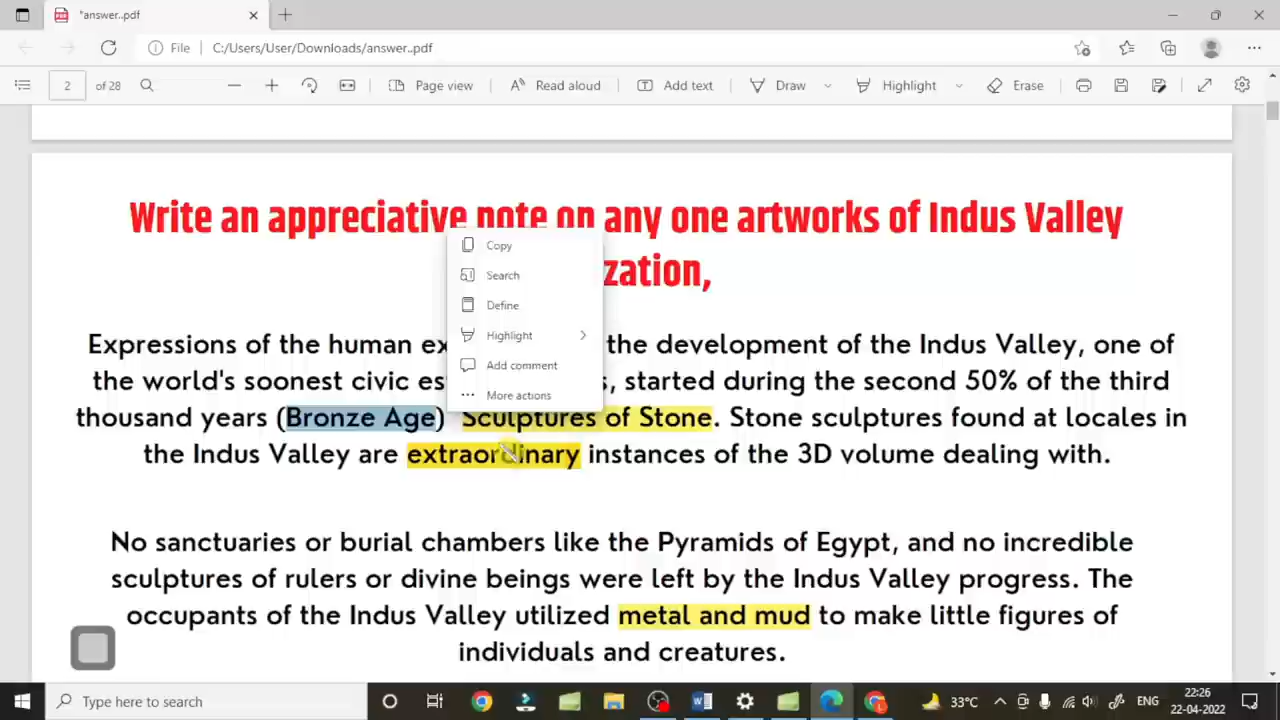 *answer..pdf
File
C:/Users/User/Downloads/answer..pdf
2 of 28
Page view
Read aloud
Add text
Draw
Highlight
Erase
Write an appreciative note on any one artworks of Indus Valley
zation,
Copy
Search
Define
Highlight
Add comment
More actions
Expressions of the human ex the development of the Indus Valley, one of
the world's soonest civic es s, started during the second 50% of the third
thousand years (Bronze Age) Sculptures of Stone. Stone sculptures found at locales in
the Indus Valley are extraordinary instances of the 3D volume dealing with.
No sanctuaries or burial chambers like the Pyramids of Egypt, and no incredible
sculptures of rulers or divine beings were left by the Indus Valley progress. The
occupants of the Indus Valley utilized metal and mud to make little figures of
individuals and creatures.
Type here to search
33°C
ENG
22:26
22-04-2022